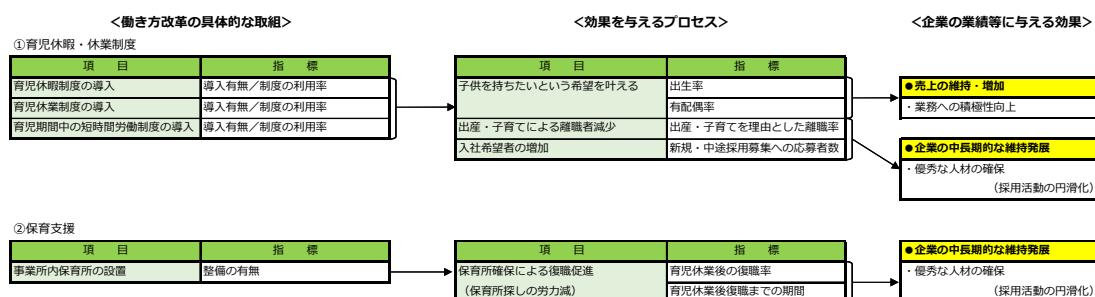 <働き方改革の具体的な取組>
<効果を与えるプロセス>
<企業の業績等に与える効果>
①育児休暇・休業制度
項　目
指　標
育児休暇制度の導入
導入有無／制度の利用率
育児休業制度の導入
導入有無／制度の利用率
育児期間中の短時間労働制度の導入
導入有無／制度の利用率
項　目
指　標
子供を持ちたいという希望を叶える
出生率
有配偶率
出産・子育てによる離職者減少
出産・子育てを理由とした離職率
入社希望者の増加
新規・中途採用募集への応募者数
●売上の維持・増加
・業務への積極性向上
●企業の中長期的な維持発展
・優秀な人材の確保
（採用活動の円滑化）
②保育支援
項　目
指　標
事業所内保育所の設置
整備の有無
項　目
指　標
保育所確保による復職促進
（保育所探しの労力減）
育児休業後の復職率
育児休業後復職までの期間
●企業の中長期的な維持発展
・優秀な人材の確保
（採用活動の円滑化）